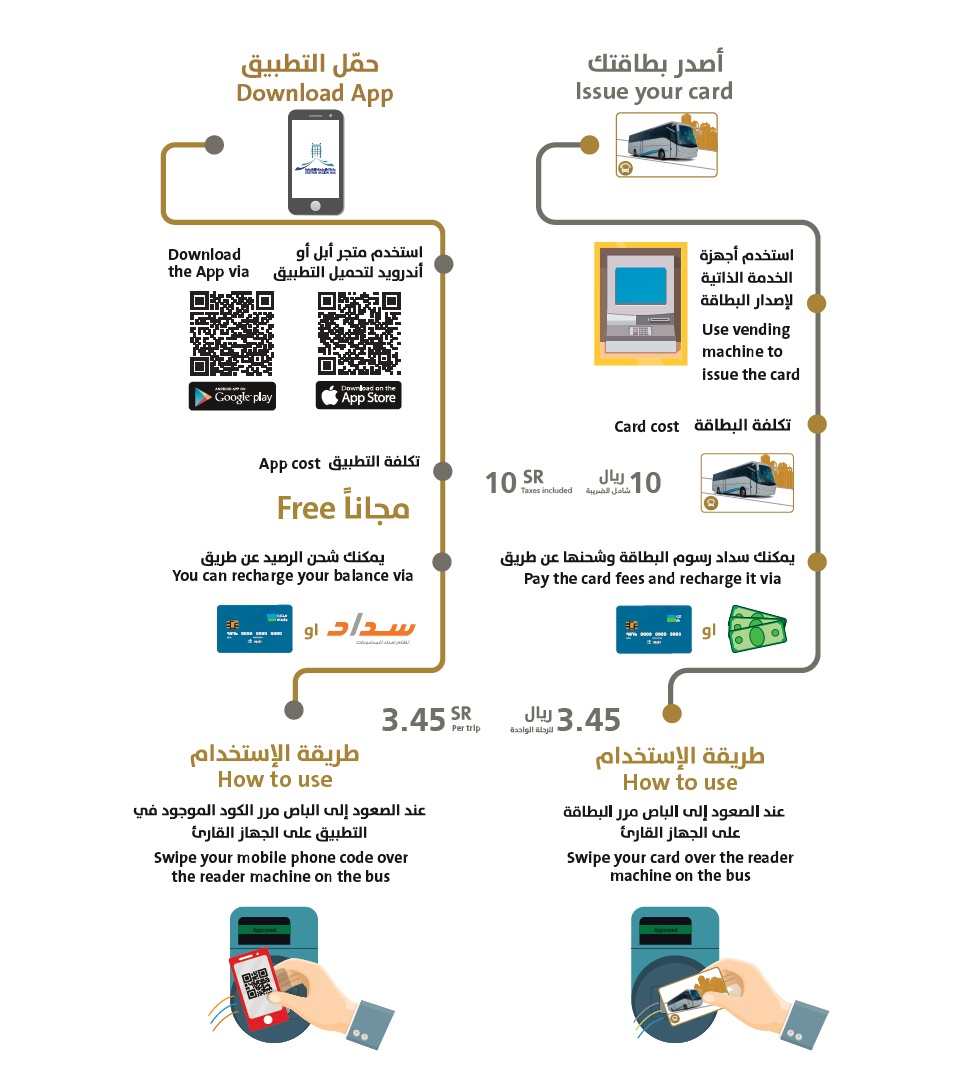 حمّل التطبيق
Download App
Download
the App via
استخدم متجر أبل أو
أندرويد لتحميل التطبيق
ANDROID APP ON
Google play
Download on the
App Store
App cost تكلفة التطبيق
Free مجاناً
يمكنك شحن الرصيد عن طريق
You can recharge your balance via
mada
او
سداد
نظام سداد للمدفوعات
3.45 SR
Per trip
طريقة الإستخدام
How to use
عند الصعود إلى الباص مرر الكود الموجود في
التطبيق على الجهاز القارئ
Swipe your mobile phone code over
the reader machine on the bus
Approved
أصدر بطاقتك
Issue your card
استخدم أجهزة
الخدمة الذاتية
لإصدار البطاقة
Use vending
machine to
issue the card
Card cost تكلفة البطاقة
10 SR
Taxes included
10 ريال
شامل الضريبة
يمكنك سداد رسوم البطاقة وشحنها عن طريق
Pay the card fees and recharge it via
او
3.45 ريال
للرحلة الواحدة
طريقة الإستخدام
How to use
عند الصعود إلى الباص مرر البطاقة
على الجهاز القارئ
Swipe your card over the reader
machine on the bus
Approved